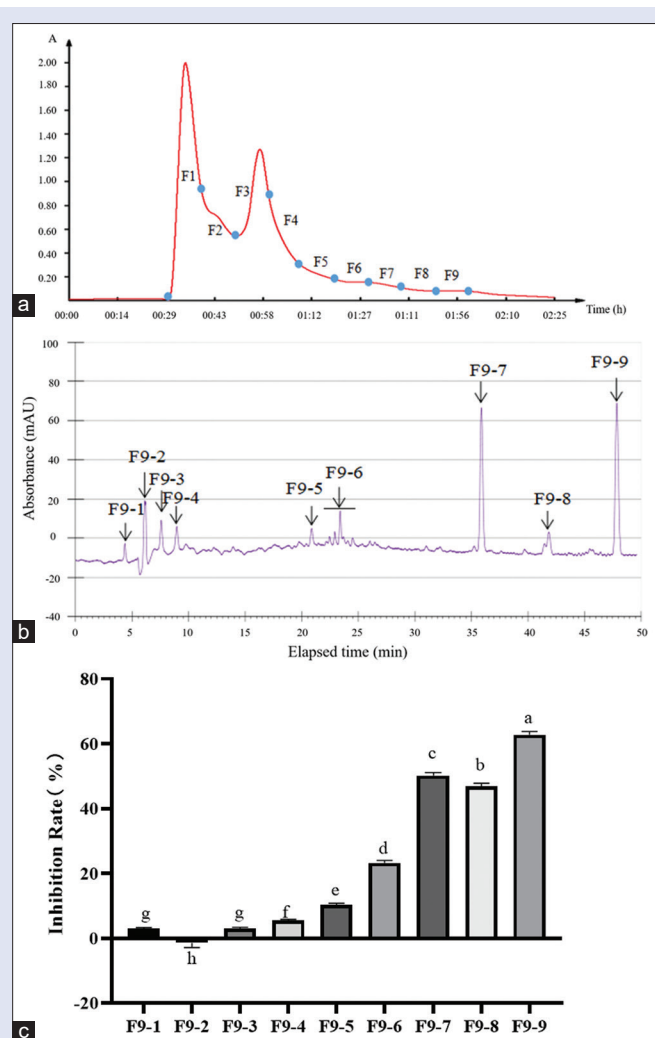 A
2.00
1.80
1.60
1.40
1.20
1.00
0.80
0.60
0.40
0.20
F1
F2
F3
F4
F5
F6
F7
F8
F9
a
00:00
00:14
00:29
00:43
00:58
01:12
01:27
01:11
01:56
02:10
02:25
Time (h)
100
80
60
40
20
0
-20
-40
Absorbance (mAU)
F9-1
F9-2
F9-3
F9-4
F9-5
F9-6
F9-7
F9-8
F9-9
0
5
10
15
20
25
30
35
40
45
50
Elapsed time (min)
b
80
60
40
20
0
-20
Inhibition Rate( %)
g
h
g
f
e
d
c
b
a
F9-1
F9-2
F9-3
F9-4
F9-5
F9-6
F9-7
F9-8
F9-9
c